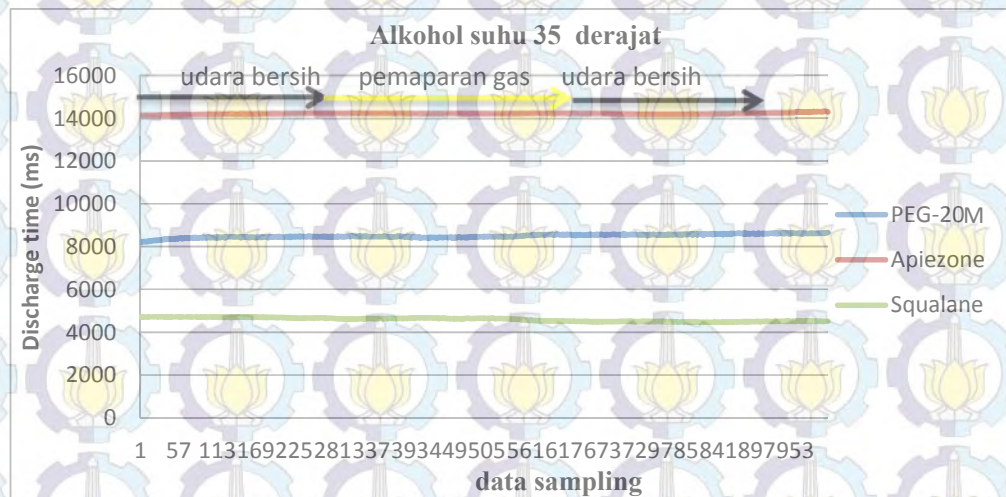 Alkohol suhu 35 derajat
udara bersih pemaparan gas udara bersih
Discharge time (ms)
16000
14000
12000
10000
8000
6000
4000
2000
0
PEG-20M
Apiezone
Squalane
1 57 113169225281337393449505561617673729785841897953
data sampling